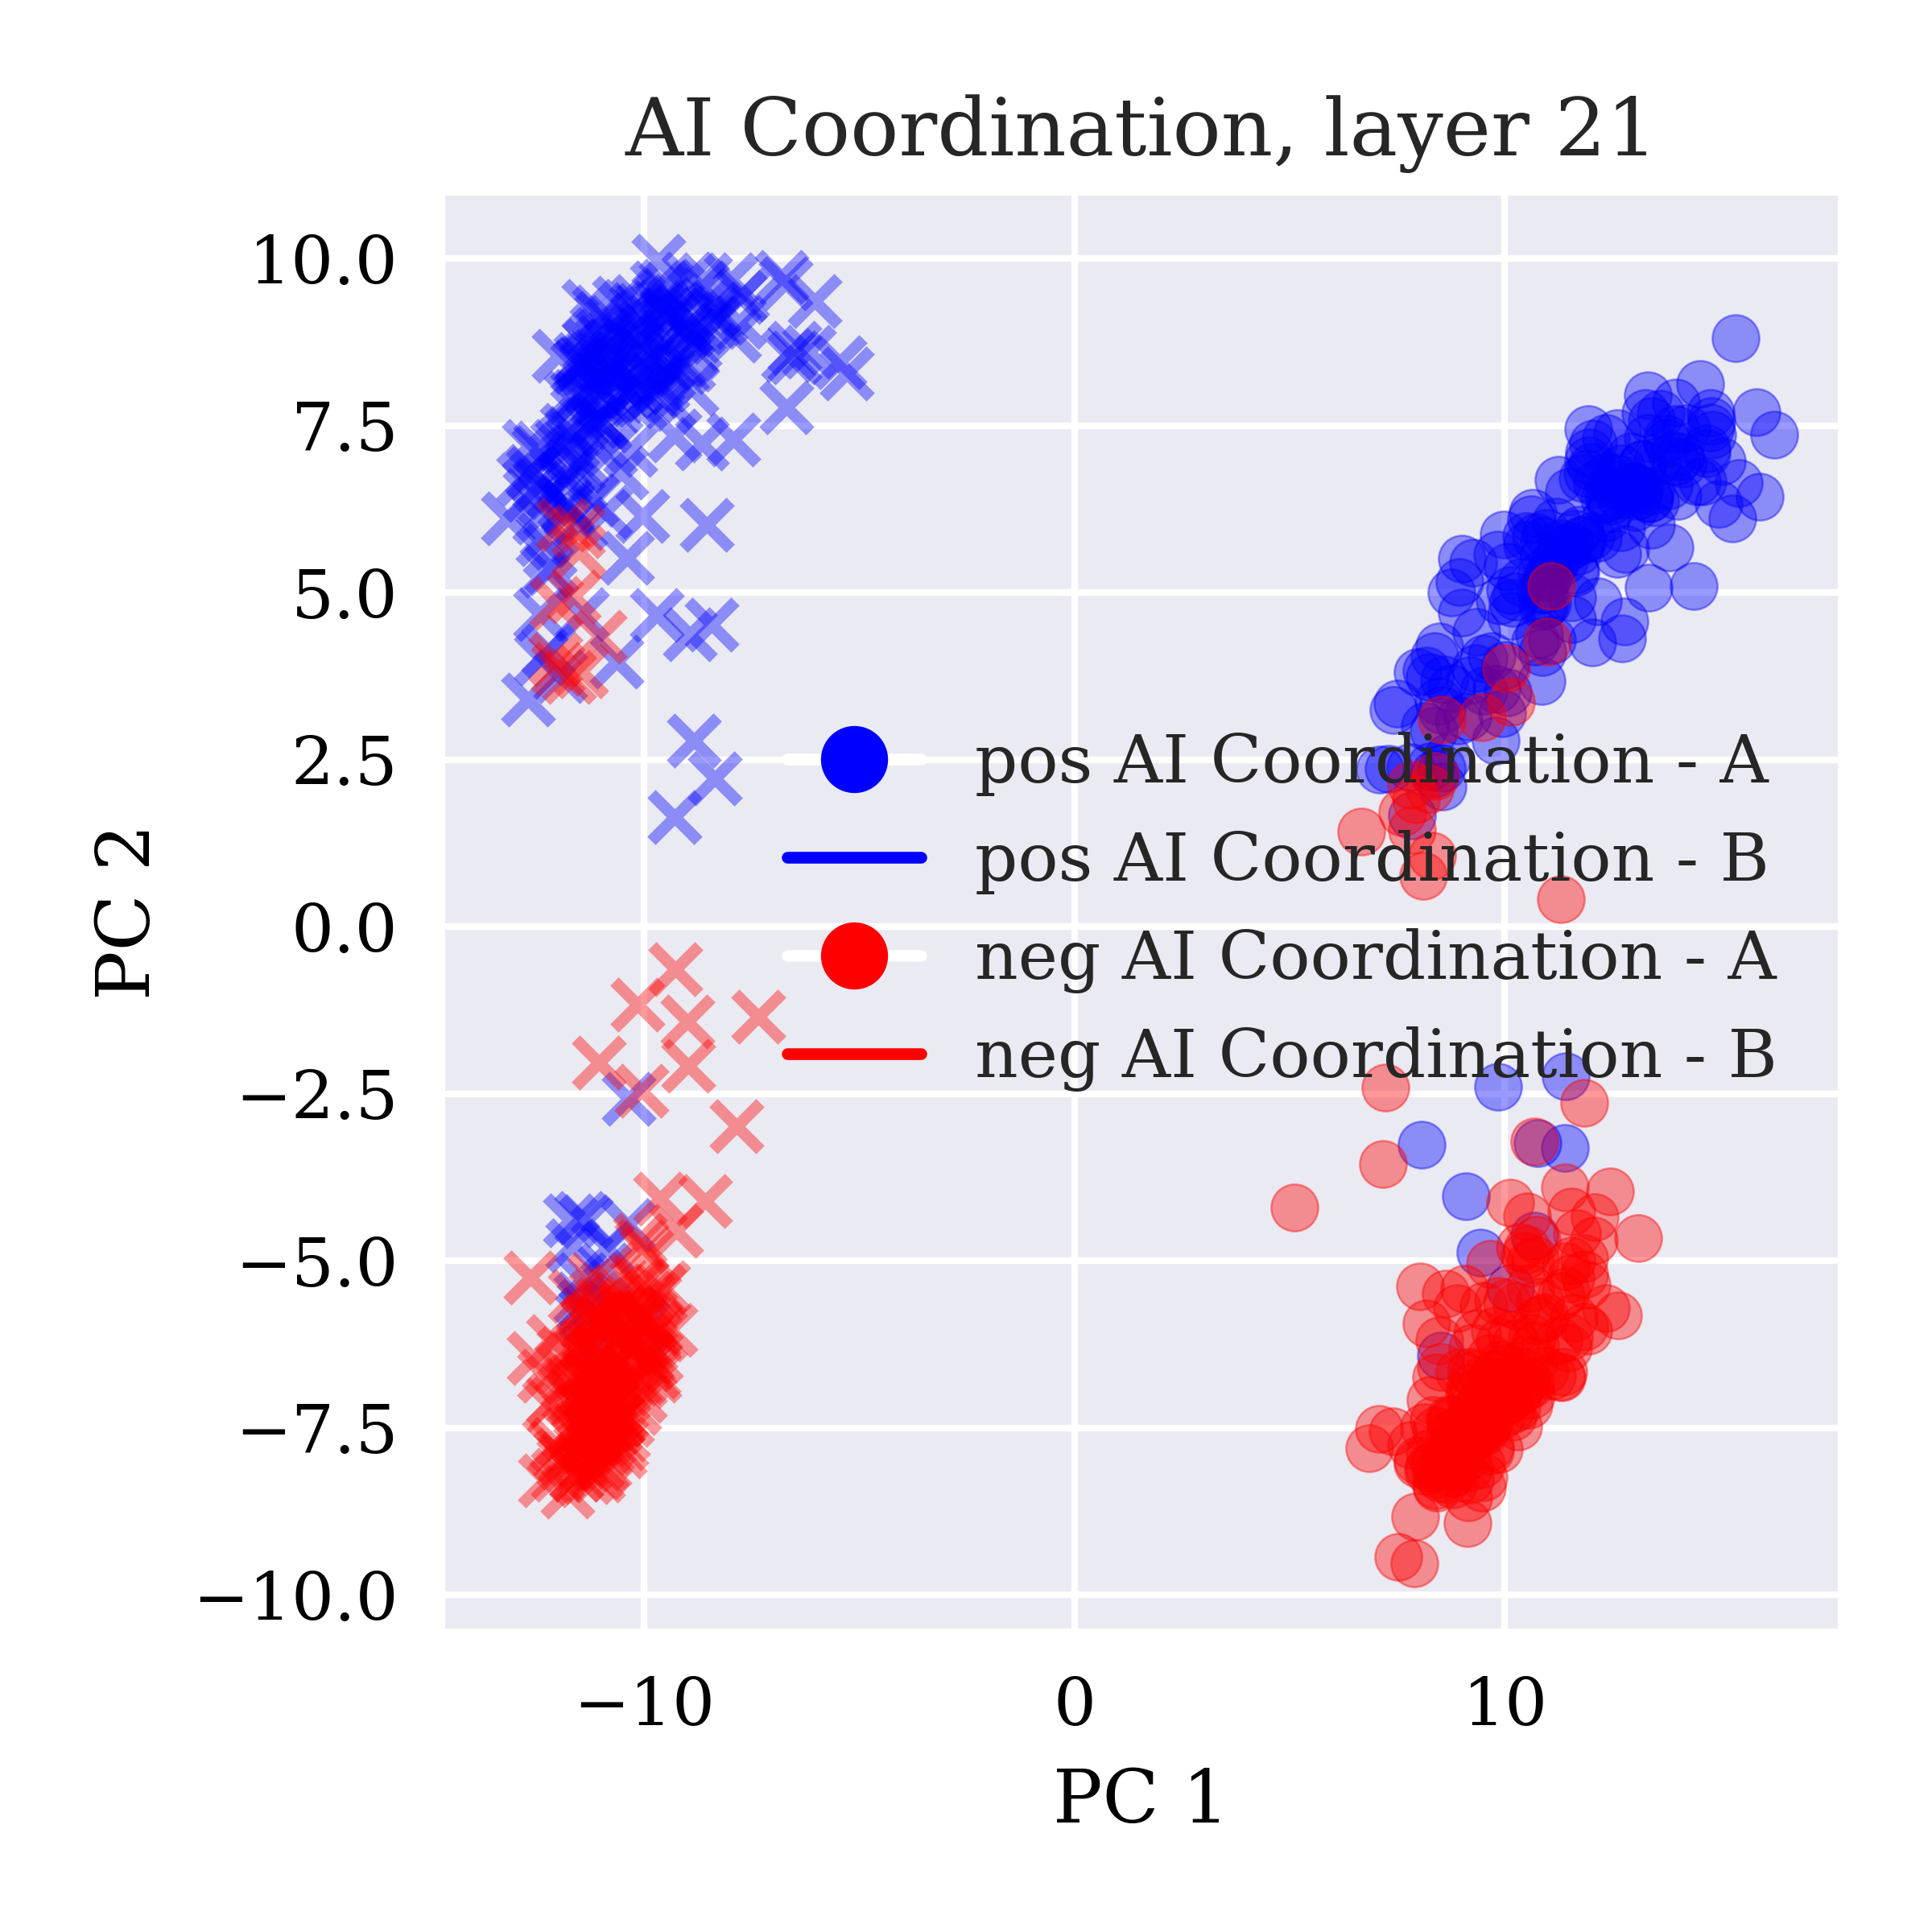 AI Coordination, layer 21
10.0
7.5
5.0
2.5
0.0
−2.5
−5.0
−7.5
−10.0
PC 2
pos AI Coordination - A
pos AI Coordination - B
neg AI Coordination - A
neg AI Coordination - B
−10 0 10
PC 1